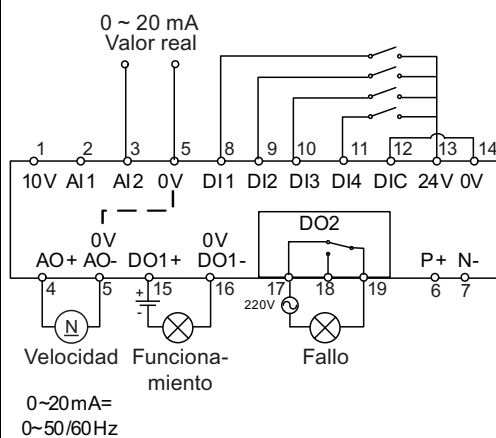 0 ~ 20 mA
Valor real
1 2 3 5 8 9 10 11 12 13 14
10V AI1 AI2 0V DI1 DI2 DI3 DI4 DIC 24V 0V
DO2
0V 0V
AO+ AO- DO1+ DO1- P+ N-
4 5 15 16 17 18 19 6 7
+
-
220V
N
Velocidad Funciona-
miento Fallo
0~20mA=
0~50/60Hz